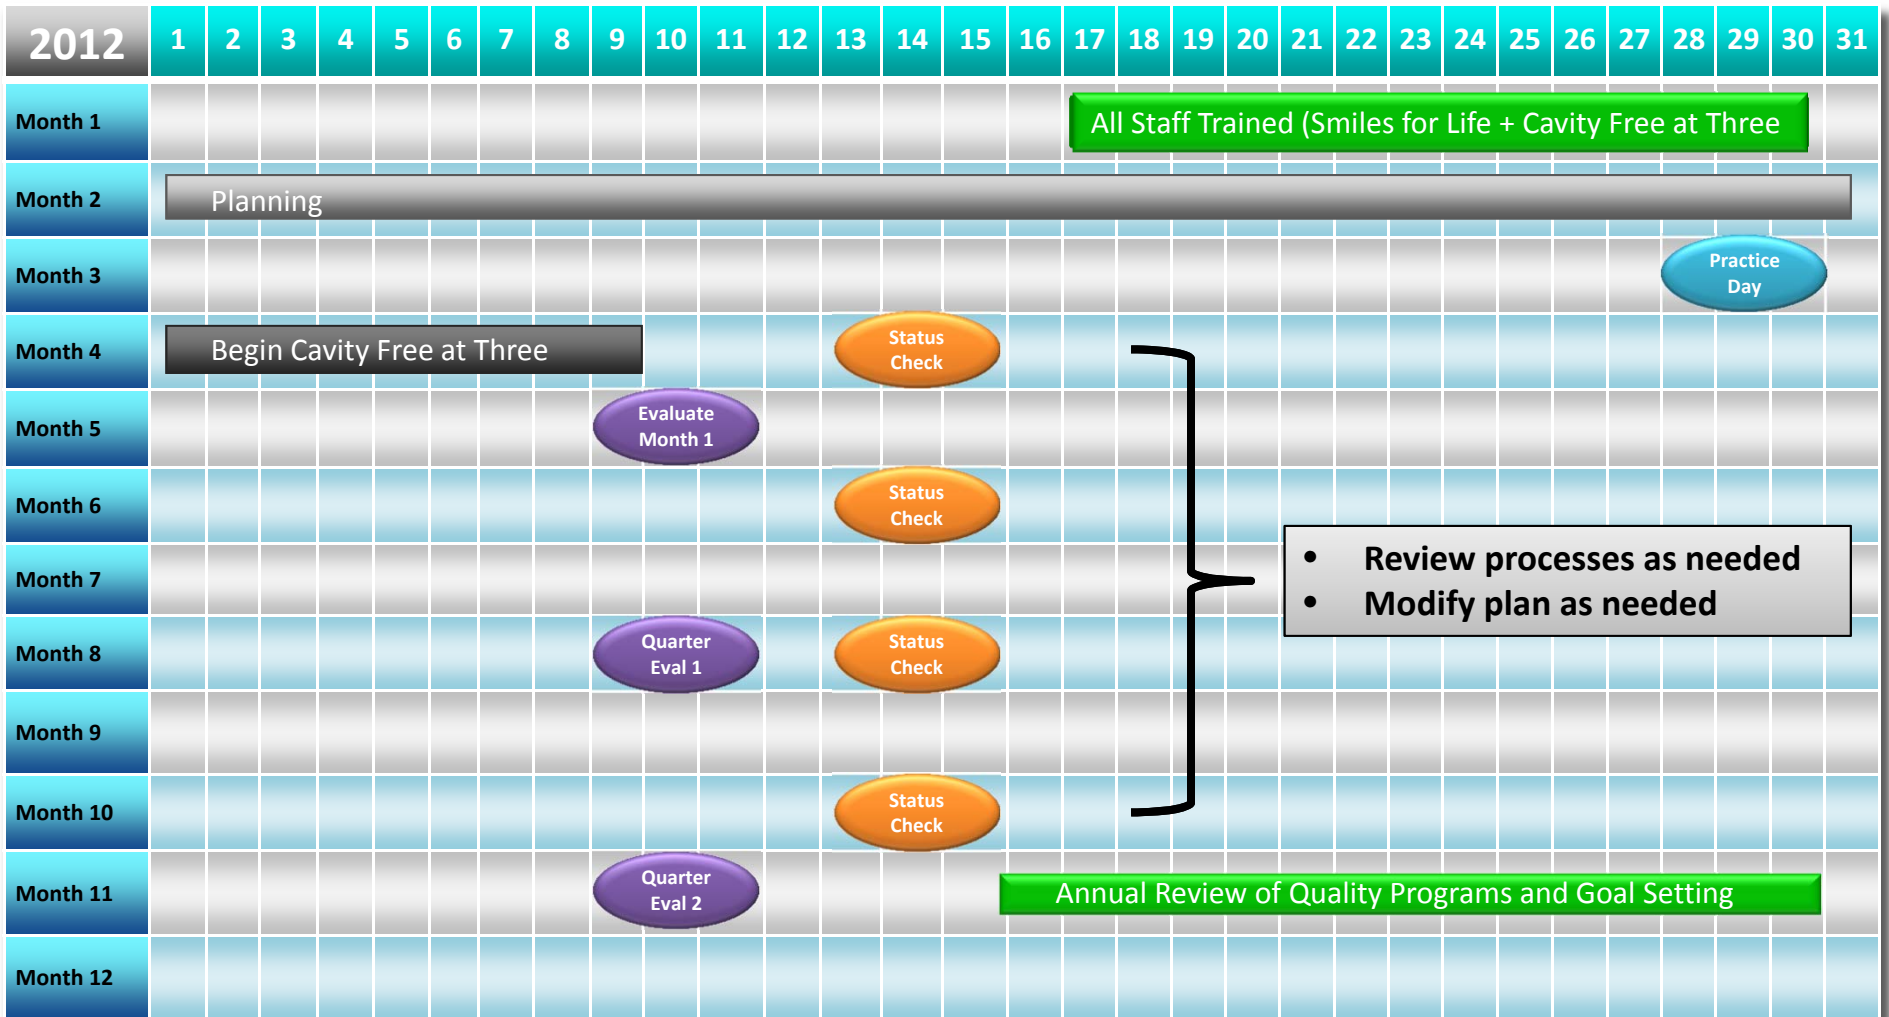 2012 1 2 3 4 5 6 7 8 9 10 11 12 13 14 15 16 17 18 19 20 21 22 23 24 25 26 27 28 29 30 31
Month 1
All Staff Trained (Smiles for Life + Cavity Free at Three
Month 2
Planning
Month 3
Practice
Day
Month 4
Begin Cavity Free at Three
Status
Check
Month 5
Evaluate
Month 1
Month 6
Status
Check
• Review processes as needed
• Modify plan as needed
Month 7
Month 8
Quarter
Eval 1
Status
Check
Month 9
Month 10
Status
Check
Month 11
Quarter
Eval 2
Annual Review of Quality Programs and Goal Setting
Month 12